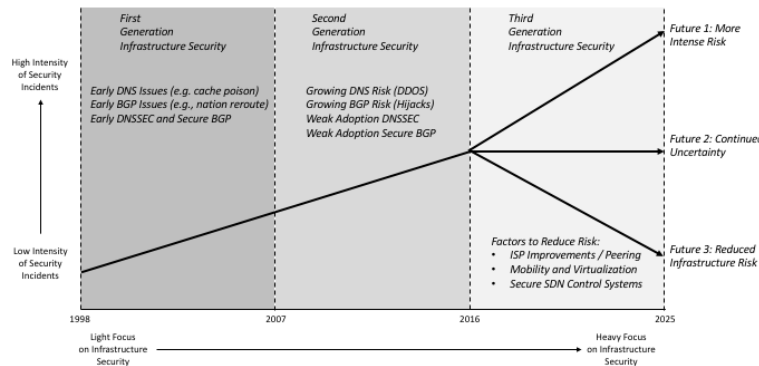 First
Generation
Infrastructure Security
Second
Generation
Infrastructure Security
Third
Generation
Infrastructure Security
Future 1: More
Intense Risk
High Intensity
of Security
Incidents
Early DNS Issues (e.g. cache poison)
Early BGP Issues (e.g., nation reroute)
Early DNSSEC and Secure BGP
Growing DNS Risk (DDOS)
Growing BGP Risk (Hijacks)
Weak Adoption DNSSEC
Weak Adoption Secure BGP
Future 2: Continued
Uncertainty
Low Intensity
of Security
Incidents
Factors to Reduce Risk:
• ISP Improvements / Peering
• Mobility and Virtualization
• Secure SDN Control Systems
Future 3: Reduced
Infrastructure Risk
1998
2007
2016
2025
Light Focus
on Infrastructure
Security
Heavy Focus
on Infrastructure
Security